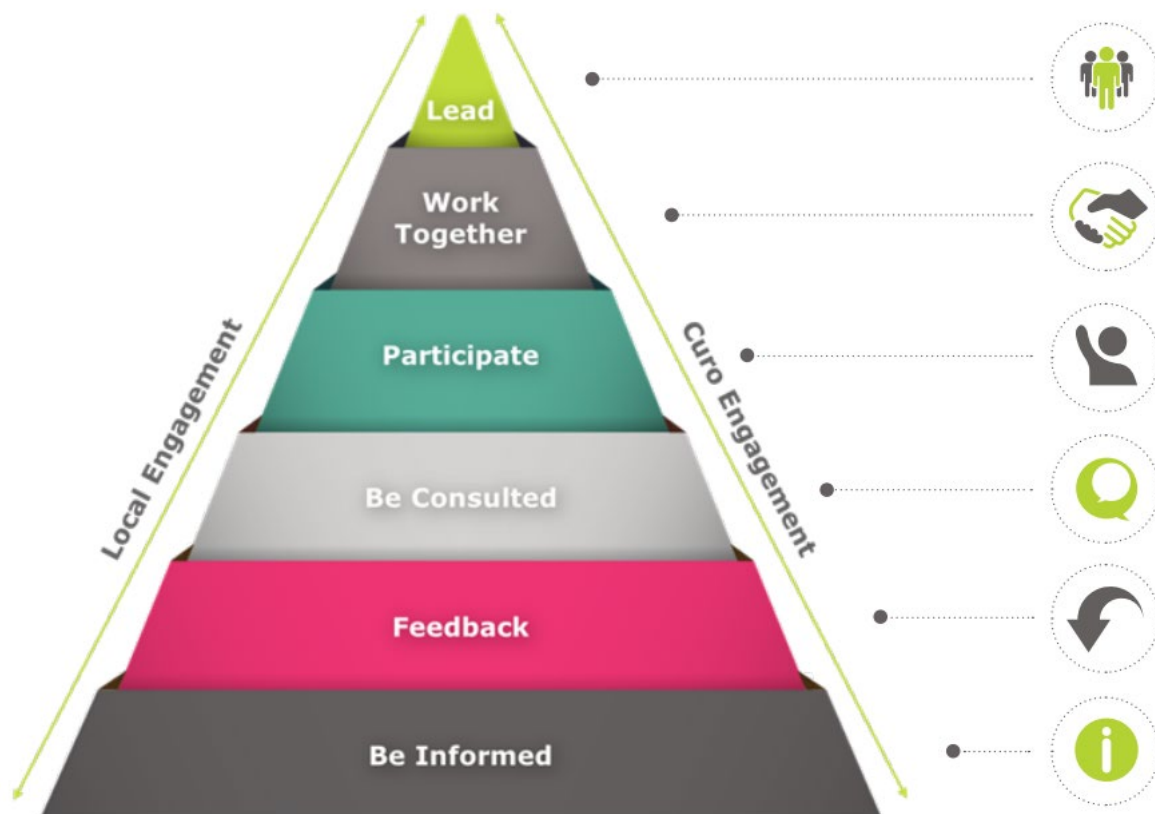 Lead
Work
Together
Participate
Be Consulted
Feedback
Be Informed
Local Engagement
Curo Engagement
i